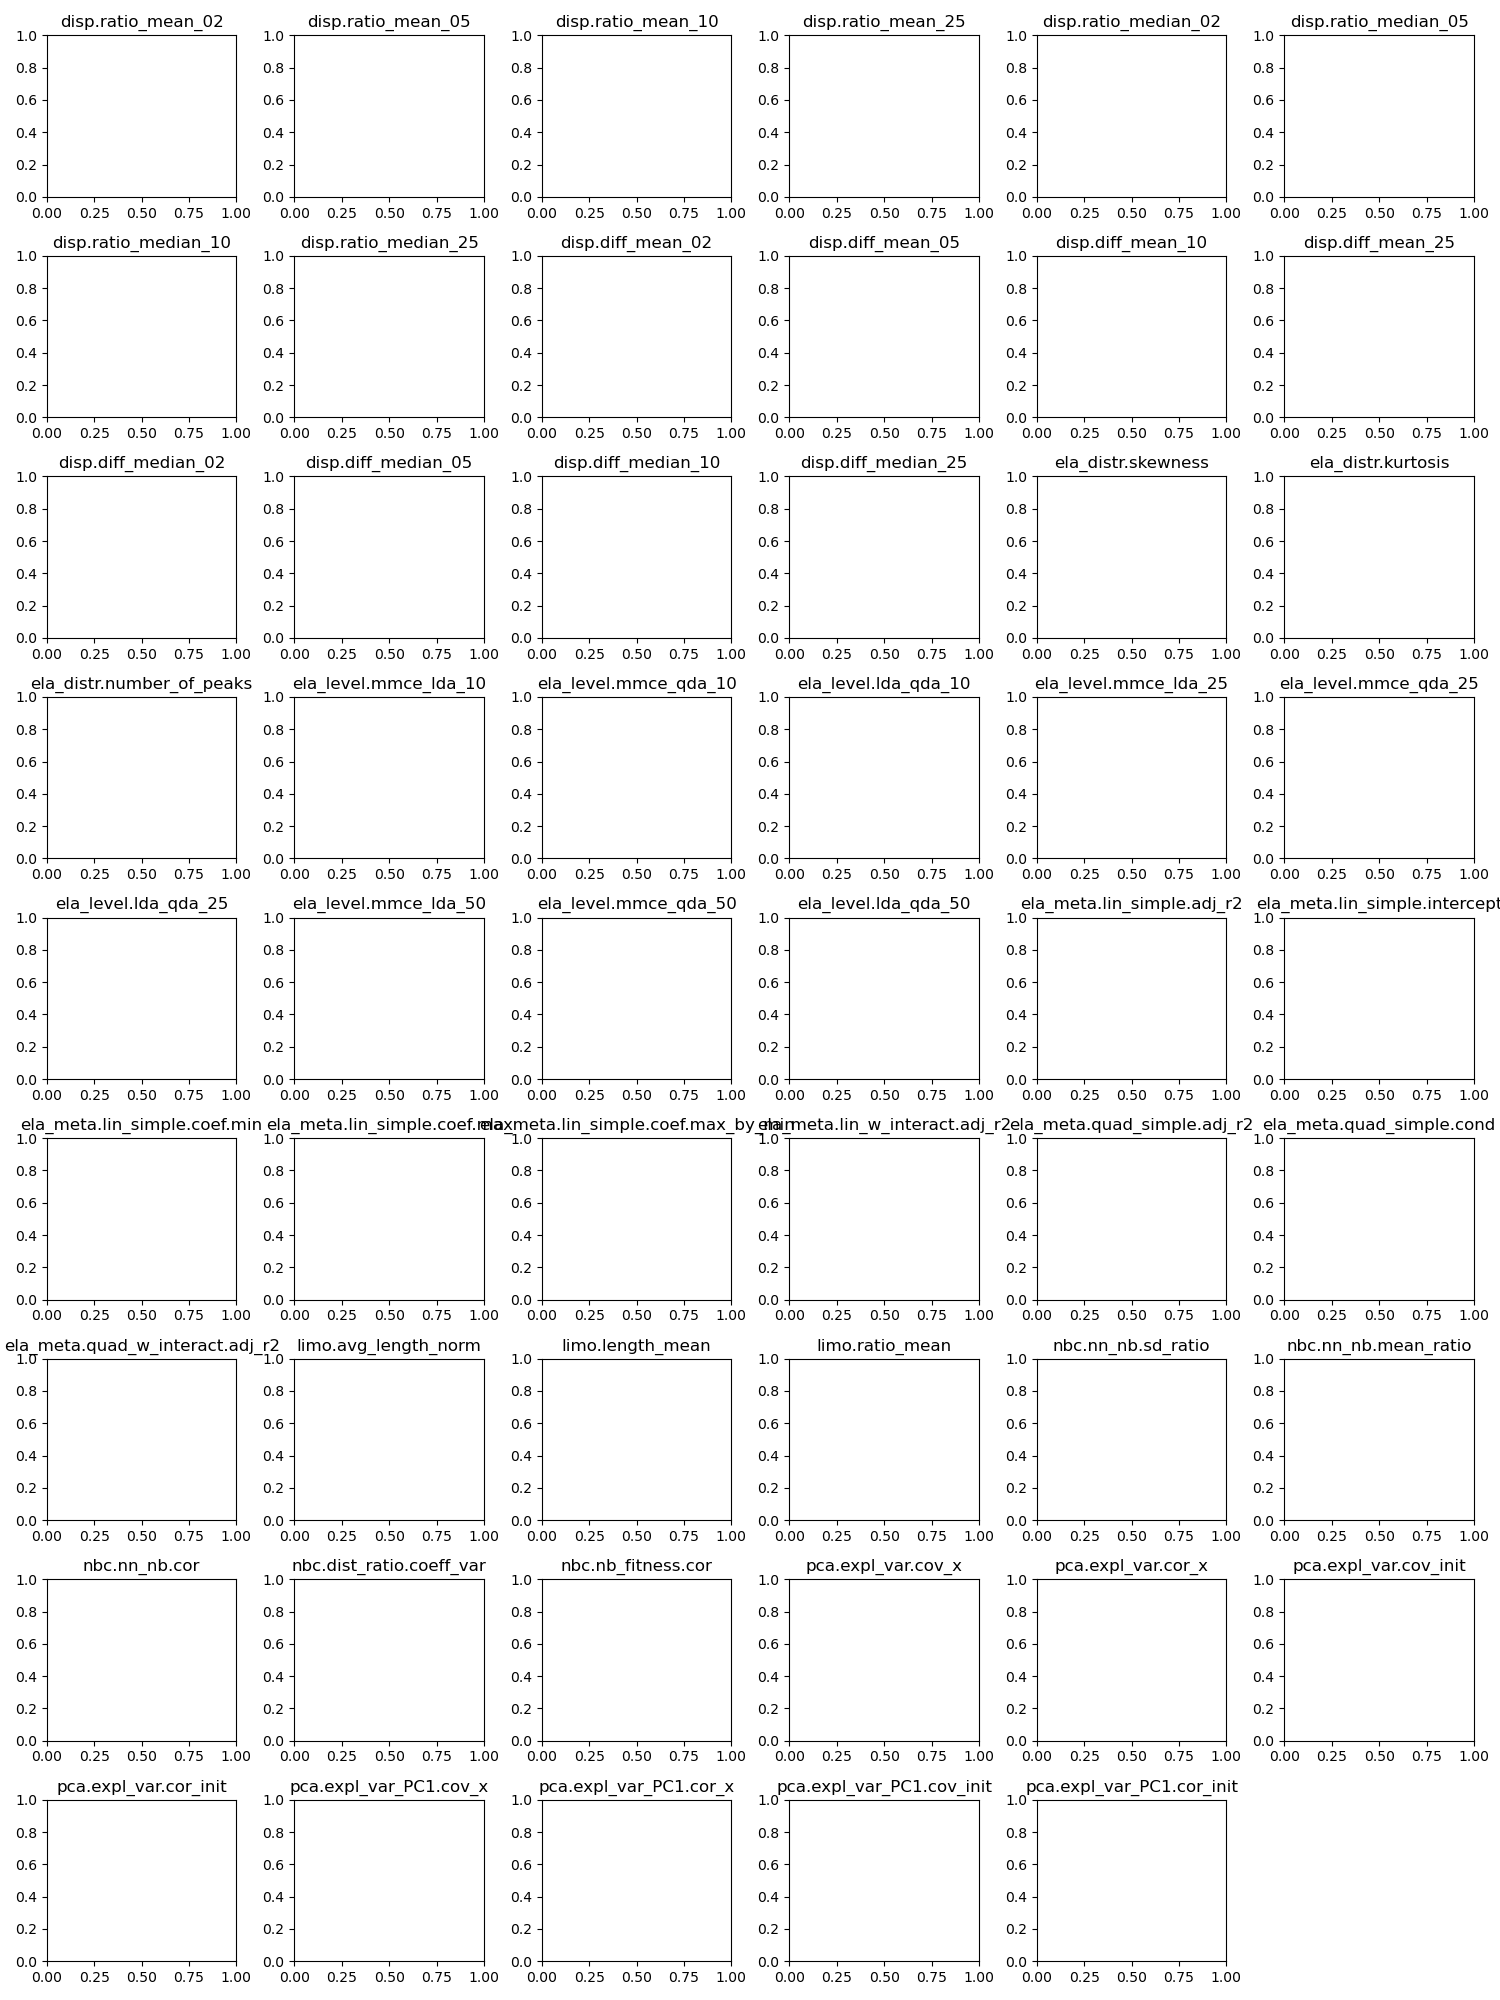 disp.ratio_mean_02 disp.ratio_mean_05 disp.ratio_mean_10 disp.ratio_mean_25 disp.ratio_median_02 disp.ratio_median_05
1.0 1.0 1.0 1.0 1.0 1.0
0.8 0.8 0.8 0.8 0.8 0.8
0.6 0.6 0.6 0.6 0.6 0.6
0.4 0.4 0.4 0.4 0.4 0.4
0.2 0.2 0.2 0.2 0.2 0.2
0.0 0.0 0.0 0.0 0.0 0.0
0.00 0.25 0.50 0.75 1.00 0.00 0.25 0.50 0.75 1.00 0.00 0.25 0.50 0.75 1.00 0.00 0.25 0.50 0.75 1.00 0.00 0.25 0.50 0.75 1.00 0.00 0.25 0.50 0.75 1.00
disp.ratio_median_10 disp.ratio_median_25 disp.diff_mean_02 disp.diff_mean_05 disp.diff_mean_10 disp.diff_mean_25
1.0 1.0 1.0 1.0 1.0 1.0
0.8 0.8 0.8 0.8 0.8 0.8
0.6 0.6 0.6 0.6 0.6 0.6
0.4 0.4 0.4 0.4 0.4 0.4
0.2 0.2 0.2 0.2 0.2 0.2
0.0 0.0 0.0 0.0 0.0 0.0
0.00 0.25 0.50 0.75 1.00 0.00 0.25 0.50 0.75 1.00 0.00 0.25 0.50 0.75 1.00 0.00 0.25 0.50 0.75 1.00 0.00 0.25 0.50 0.75 1.00 0.00 0.25 0.50 0.75 1.00
disp.diff_median_02 disp.diff_median_05 disp.diff_median_10 disp.diff_median_25 ela_distr.skewness ela_distr.kurtosis
1.0 1.0 1.0 1.0 1.0 1.0
0.8 0.8 0.8 0.8 0.8 0.8
0.6 0.6 0.6 0.6 0.6 0.6
0.4 0.4 0.4 0.4 0.4 0.4
0.2 0.2 0.2 0.2 0.2 0.2
0.0 0.0 0.0 0.0 0.0 0.0
0.00 0.25 0.50 0.75 1.00 0.00 0.25 0.50 0.75 1.00 0.00 0.25 0.50 0.75 1.00 0.00 0.25 0.50 0.75 1.00 0.00 0.25 0.50 0.75 1.00 0.00 0.25 0.50 0.75 1.00
ela_distr.number_of_peaks ela_level.mmce_lda_10 ela_level.mmce_qda_10 ela_level.lda_qda_10 ela_level.mmce_lda_25 ela_level.mmce_qda_25
1.0 1.0 1.0 1.0 1.0 1.0
0.8 0.8 0.8 0.8 0.8 0.8
0.6 0.6 0.6 0.6 0.6 0.6
0.4 0.4 0.4 0.4 0.4 0.4
0.2 0.2 0.2 0.2 0.2 0.2
0.0 0.0 0.0 0.0 0.0 0.0
0.00 0.25 0.50 0.75 1.00 0.00 0.25 0.50 0.75 1.00 0.00 0.25 0.50 0.75 1.00 0.00 0.25 0.50 0.75 1.00 0.00 0.25 0.50 0.75 1.00 0.00 0.25 0.50 0.75 1.00
ela_level.lda_qda_25 ela_level.mmce_lda_50 ela_level.mmce_qda_50 ela_level.lda_qda_50 ela_meta.lin_simple.adj_r2 ela_meta.lin_simple.intercept
1.0 1.0 1.0 1.0 1.0 1.0
0.8 0.8 0.8 0.8 0.8 0.8
0.6 0.6 0.6 0.6 0.6 0.6
0.4 0.4 0.4 0.4 0.4 0.4
0.2 0.2 0.2 0.2 0.2 0.2
0.0 0.0 0.0 0.0 0.0 0.0
0.00 0.25 0.50 0.75 1.00 0.00 0.25 0.50 0.75 1.00 0.00 0.25 0.50 0.75 1.00 0.00 0.25 0.50 0.75 1.00 0.00 0.25 0.50 0.75 1.00 0.00 0.25 0.50 0.75 1.00
ela_meta.lin_simple.coef.min ela_meta.lin_simple.coef.max ela_meta.lin_simple.coef.max_by_min ela_meta.lin_w_interact.adj_r2 ela_meta.quad_simple.adj_r2 ela_meta.quad_simple.cond
1.0 1.0 1.0 1.0 1.0 1.0
0.8 0.8 0.8 0.8 0.8 0.8
0.6 0.6 0.6 0.6 0.6 0.6
0.4 0.4 0.4 0.4 0.4 0.4
0.2 0.2 0.2 0.2 0.2 0.2
0.0 0.0 0.0 0.0 0.0 0.0
0.00 0.25 0.50 0.75 1.00 0.00 0.25 0.50 0.75 1.00 0.00 0.25 0.50 0.75 1.00 0.00 0.25 0.50 0.75 1.00 0.00 0.25 0.50 0.75 1.00 0.00 0.25 0.50 0.75 1.00
ela_meta.quad_w_interact.adj_r2 limo.avg_length_norm limo.length_mean limo.ratio_mean nbc.nn_nb.sd_ratio nbc.nn_nb.mean_ratio
1.0 1.0 1.0 1.0 1.0 1.0
0.8 0.8 0.8 0.8 0.8 0.8
0.6 0.6 0.6 0.6 0.6 0.6
0.4 0.4 0.4 0.4 0.4 0.4
0.2 0.2 0.2 0.2 0.2 0.2
0.0 0.0 0.0 0.0 0.0 0.0
0.00 0.25 0.50 0.75 1.00 0.00 0.25 0.50 0.75 1.00 0.00 0.25 0.50 0.75 1.00 0.00 0.25 0.50 0.75 1.00 0.00 0.25 0.50 0.75 1.00 0.00 0.25 0.50 0.75 1.00
nbc.nn_nb.cor nbc.dist_ratio.coeff_var nbc.nb_fitness.cor pca.expl_var.cov_x pca.expl_var.cor_x pca.expl_var.cov_init
1.0 1.0 1.0 1.0 1.0 1.0
0.8 0.8 0.8 0.8 0.8 0.8
0.6 0.6 0.6 0.6 0.6 0.6
0.4 0.4 0.4 0.4 0.4 0.4
0.2 0.2 0.2 0.2 0.2 0.2
0.0 0.0 0.0 0.0 0.0 0.0
0.00 0.25 0.50 0.75 1.00 0.00 0.25 0.50 0.75 1.00 0.00 0.25 0.50 0.75 1.00 0.00 0.25 0.50 0.75 1.00 0.00 0.25 0.50 0.75 1.00 0.00 0.25 0.50 0.75 1.00
pca.expl_var.cor_init pca.expl_var_PC1.cov_x pca.expl_var_PC1.cor_x pca.expl_var_PC1.cov_init pca.expl_var_PC1.cor_init
1.0 1.0 1.0 1.0 1.0
0.8 0.8 0.8 0.8 0.8
0.6 0.6 0.6 0.6 0.6
0.4 0.4 0.4 0.4 0.4
0.2 0.2 0.2 0.2 0.2
0.0 0.0 0.0 0.0 0.0
0.00 0.25 0.50 0.75 1.00 0.00 0.25 0.50 0.75 1.00 0.00 0.25 0.50 0.75 1.00 0.00 0.25 0.50 0.75 1.00 0.00 0.25 0.50 0.75 1.00